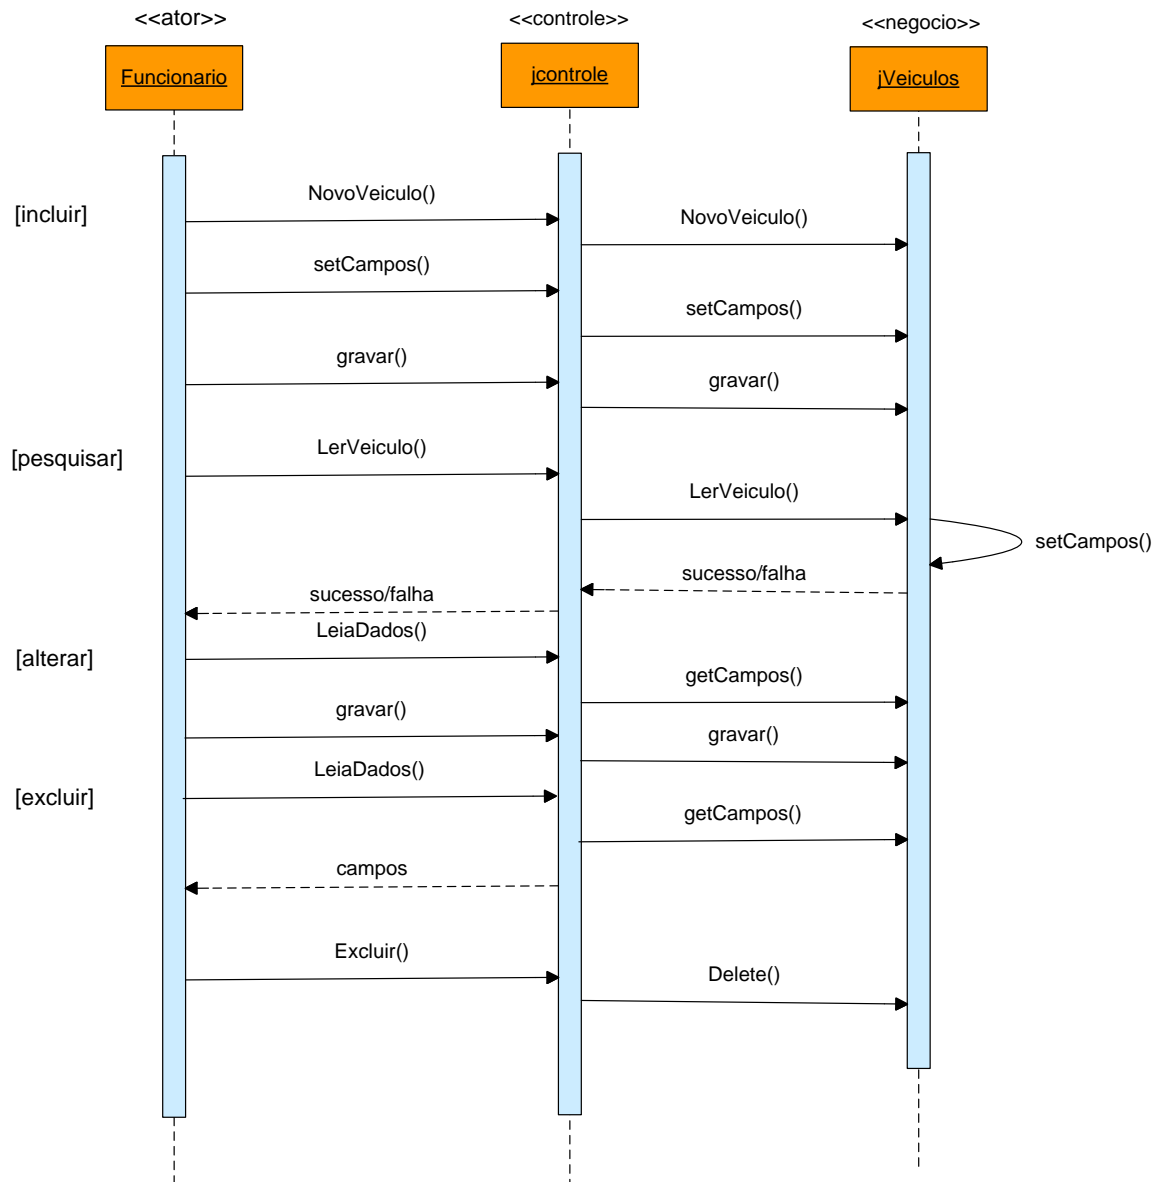 <<ator>>
<<controle>>
<<negocio>>
Funcionario
jcontrole
jVeiculos
[incluir]
NovoVeiculo()
NovoVeiculo()
setCampos()
setCampos()
gravar()
gravar()
[pesquisar]
LerVeiculo()
LerVeiculo()
setCampos()
sucesso/falha
sucesso/falha
[alterar]
LeiaDados()
getCampos()
gravar()
gravar()
[excluir]
LeiaDados()
getCampos()
campos
Excluir()
Delete()